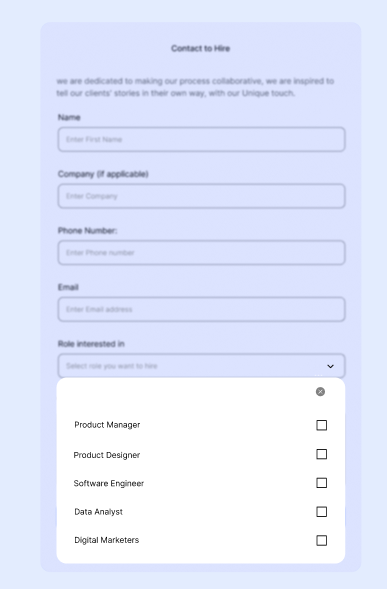 Contact to Hire
we are dedicated to making our process collaborative, we are inspired to
tell our clients' stories in their own way, with our Unique touch.
Name
Enter First Name
Company (if applicable)
Enter Company
Phone Number:
Enter Phone number
Email
Enter Email address
Role interested in
Select role you want to hire
Product Manager
Product Designer
Software Engineer
Data Analyst
Digital Marketers